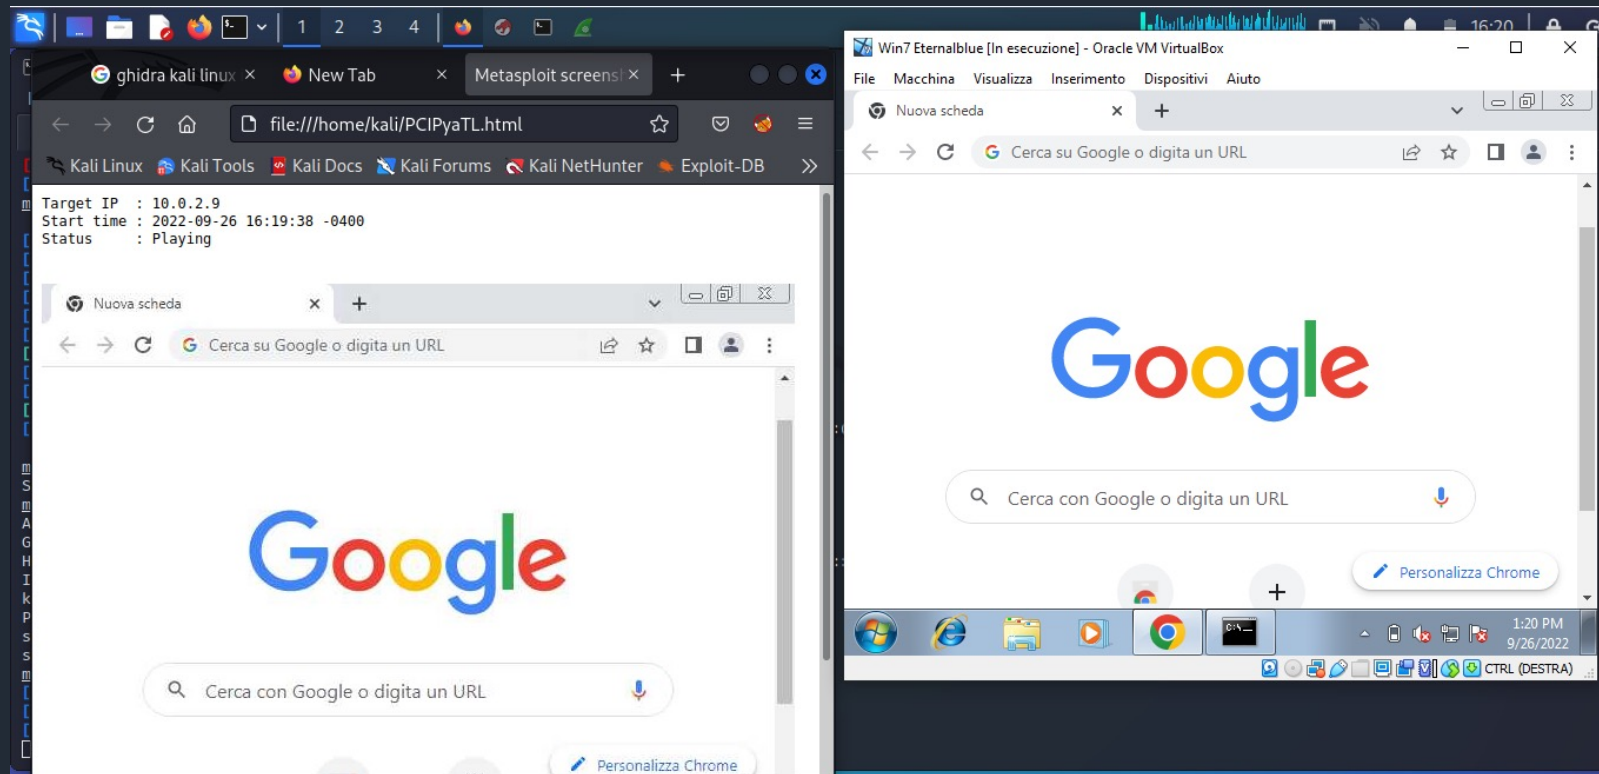 1 2 3 4
16:20
ghidra kali linux
New Tab
Metasploit screens
file:///home/kali/PCIPyaTL.html
Kali Linux Kali Tools Kali Docs Kali Forums Kali NetHunter Exploit-DB
Target IP : 10.0.2.9
Start time : 2022-09-26 16:19:38 -0400
Status : Playing
Nuova scheda
Cerca su Google o digita un URL
Google
Cerca con Google o digita un URL
Personalizza Chrome
Win7 Eternalblue [In esecuzione] - Oracle VM VirtualBox
File Macchina Visualizza Inserimento Dispositivi Aiuto
Nuova scheda
Cerca su Google o digita un URL
Google
Cerca con Google o digita un URL
Personalizza Chrome
1:20 PM
9/26/2022
CTRL (DESTRA)